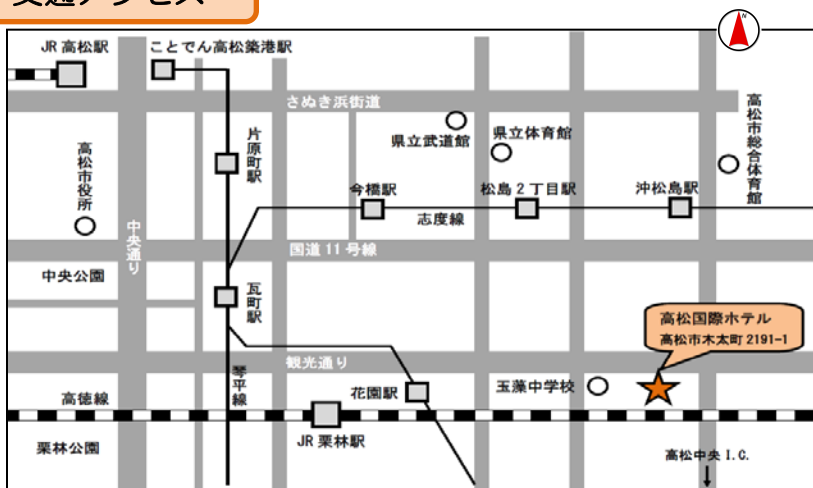 交通アクセス
N
JR 高松駅
ことでん高松築港駅
さぬき浜街道
高松市総合体育館
県立武道館
県立体育館
片原町駅
高松市役所
今橋駅
松島２丁目駅
沖松島駅
志度線
中央通り
国道 11 号線
中央公園
瓦町駅
高松国際ホテル
高松市木太町 2191-1
観光通り
琴平線
花園駅
玉藻中学校
高徳線
JR 栗林駅
栗林公園
高松中央 I.C.